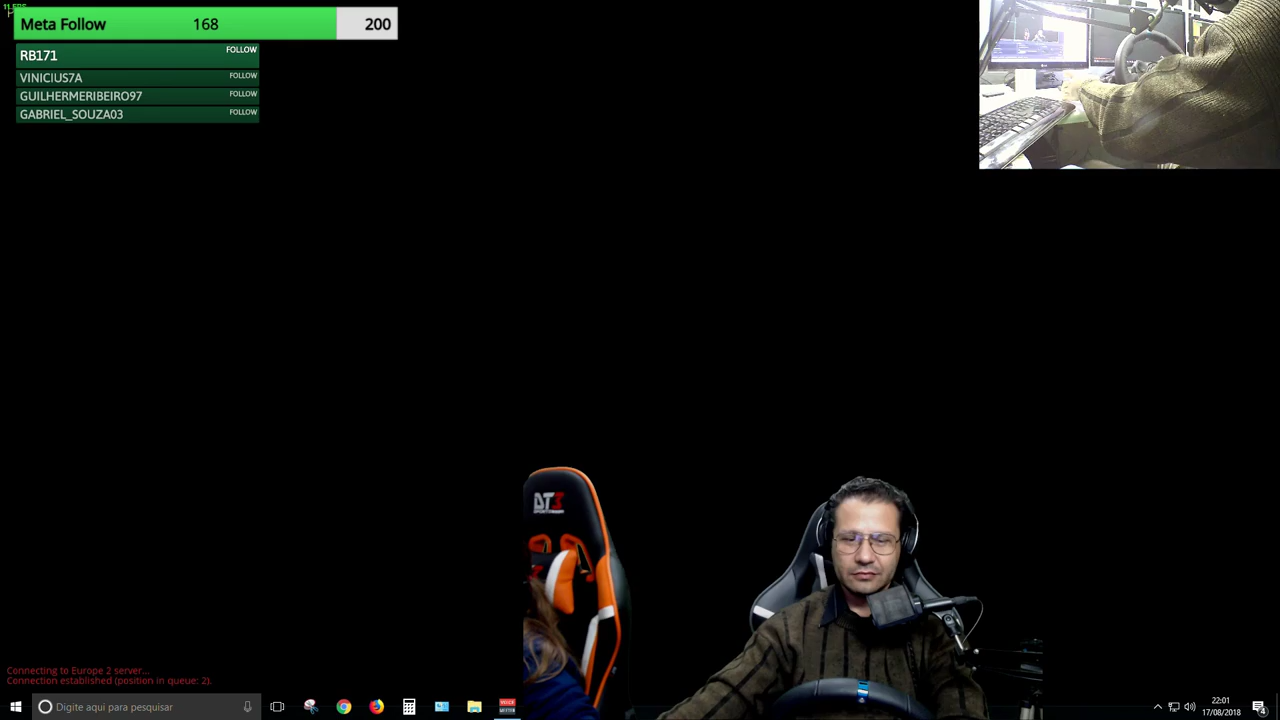 Meta Follow 168 200
RB171 FOLLOW
VINICIUS7A FOLLOW
GUILHERMERIBEIRO97 FOLLOW
GABRIEL_SOUZA03 FOLLOW
DT3
Connecting to Europe 2 server...
Connection established (position in queue: 2).
Digite aqui para pesquisar
22:01
17/08/2018